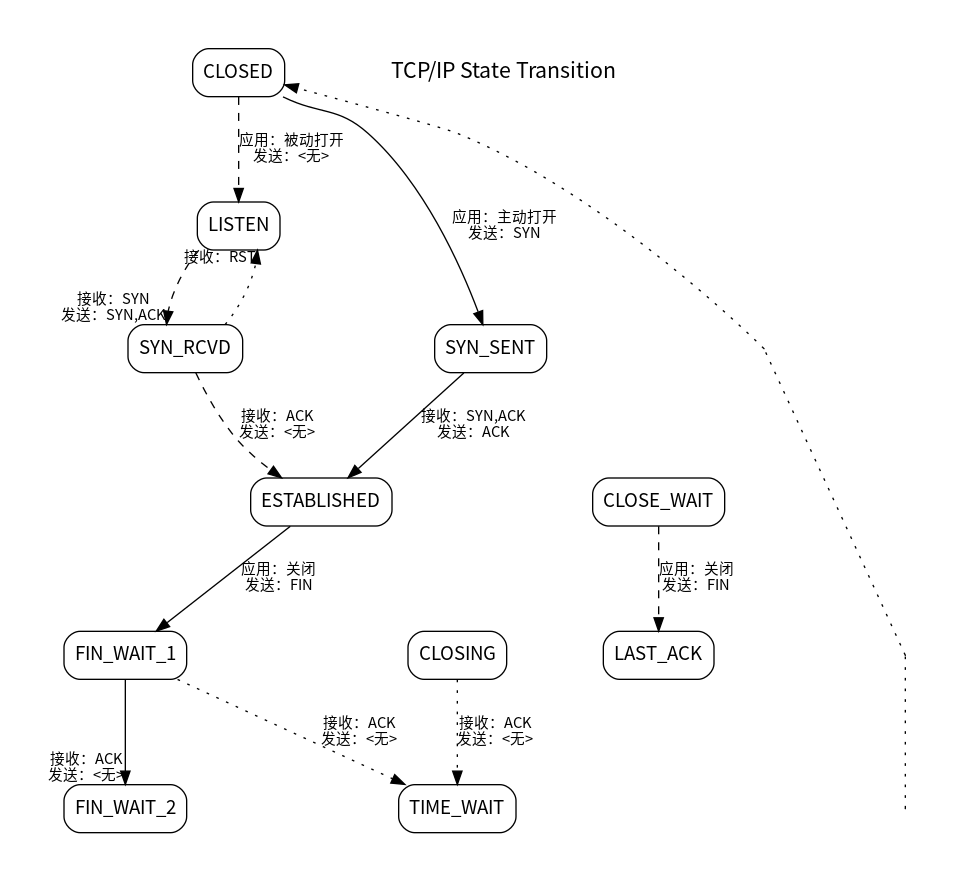 CLOSED
TCP/IP State Transition
应用：被动打开
发送：<无>
LISTEN
应用：主动打开
发送：SYN
接收：RST
接收：SYN
发送：SYN,ACK
SYN_RCVD
SYN_SENT
接收：ACK
发送：<无>
接收：SYN,ACK
发送：ACK
ESTABLISHED
CLOSE_WAIT
应用：关闭
发送：FIN
应用：关闭
发送：FIN
FIN_WAIT_1
CLOSING
LAST_ACK
接收：ACK
发送：<无>
接收：ACK
发送：<无>
接收：ACK
发送：<无>
FIN_WAIT_2
TIME_WAIT